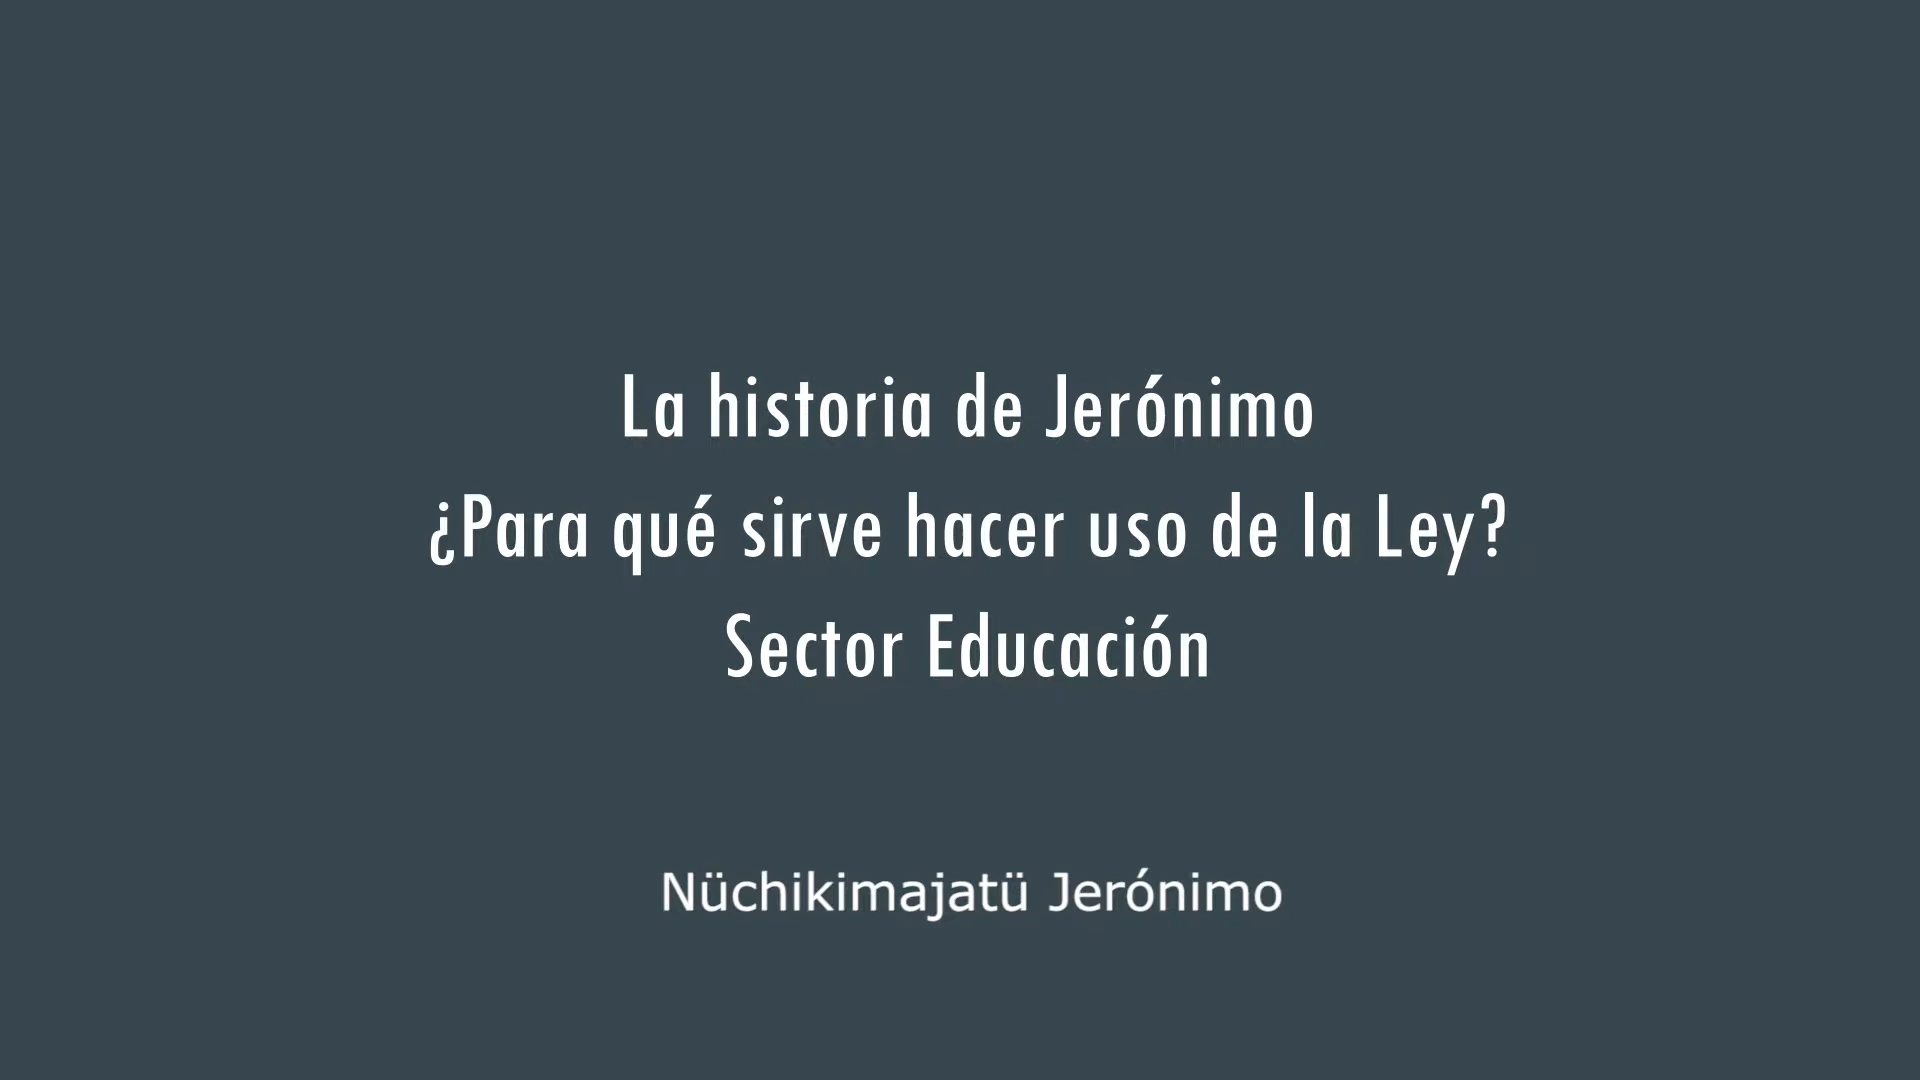 La historia de Jerónimo
¿Para qué sirve hacer uso de la Ley?
Sector Educación
Nüchikimajatü Jerónimo